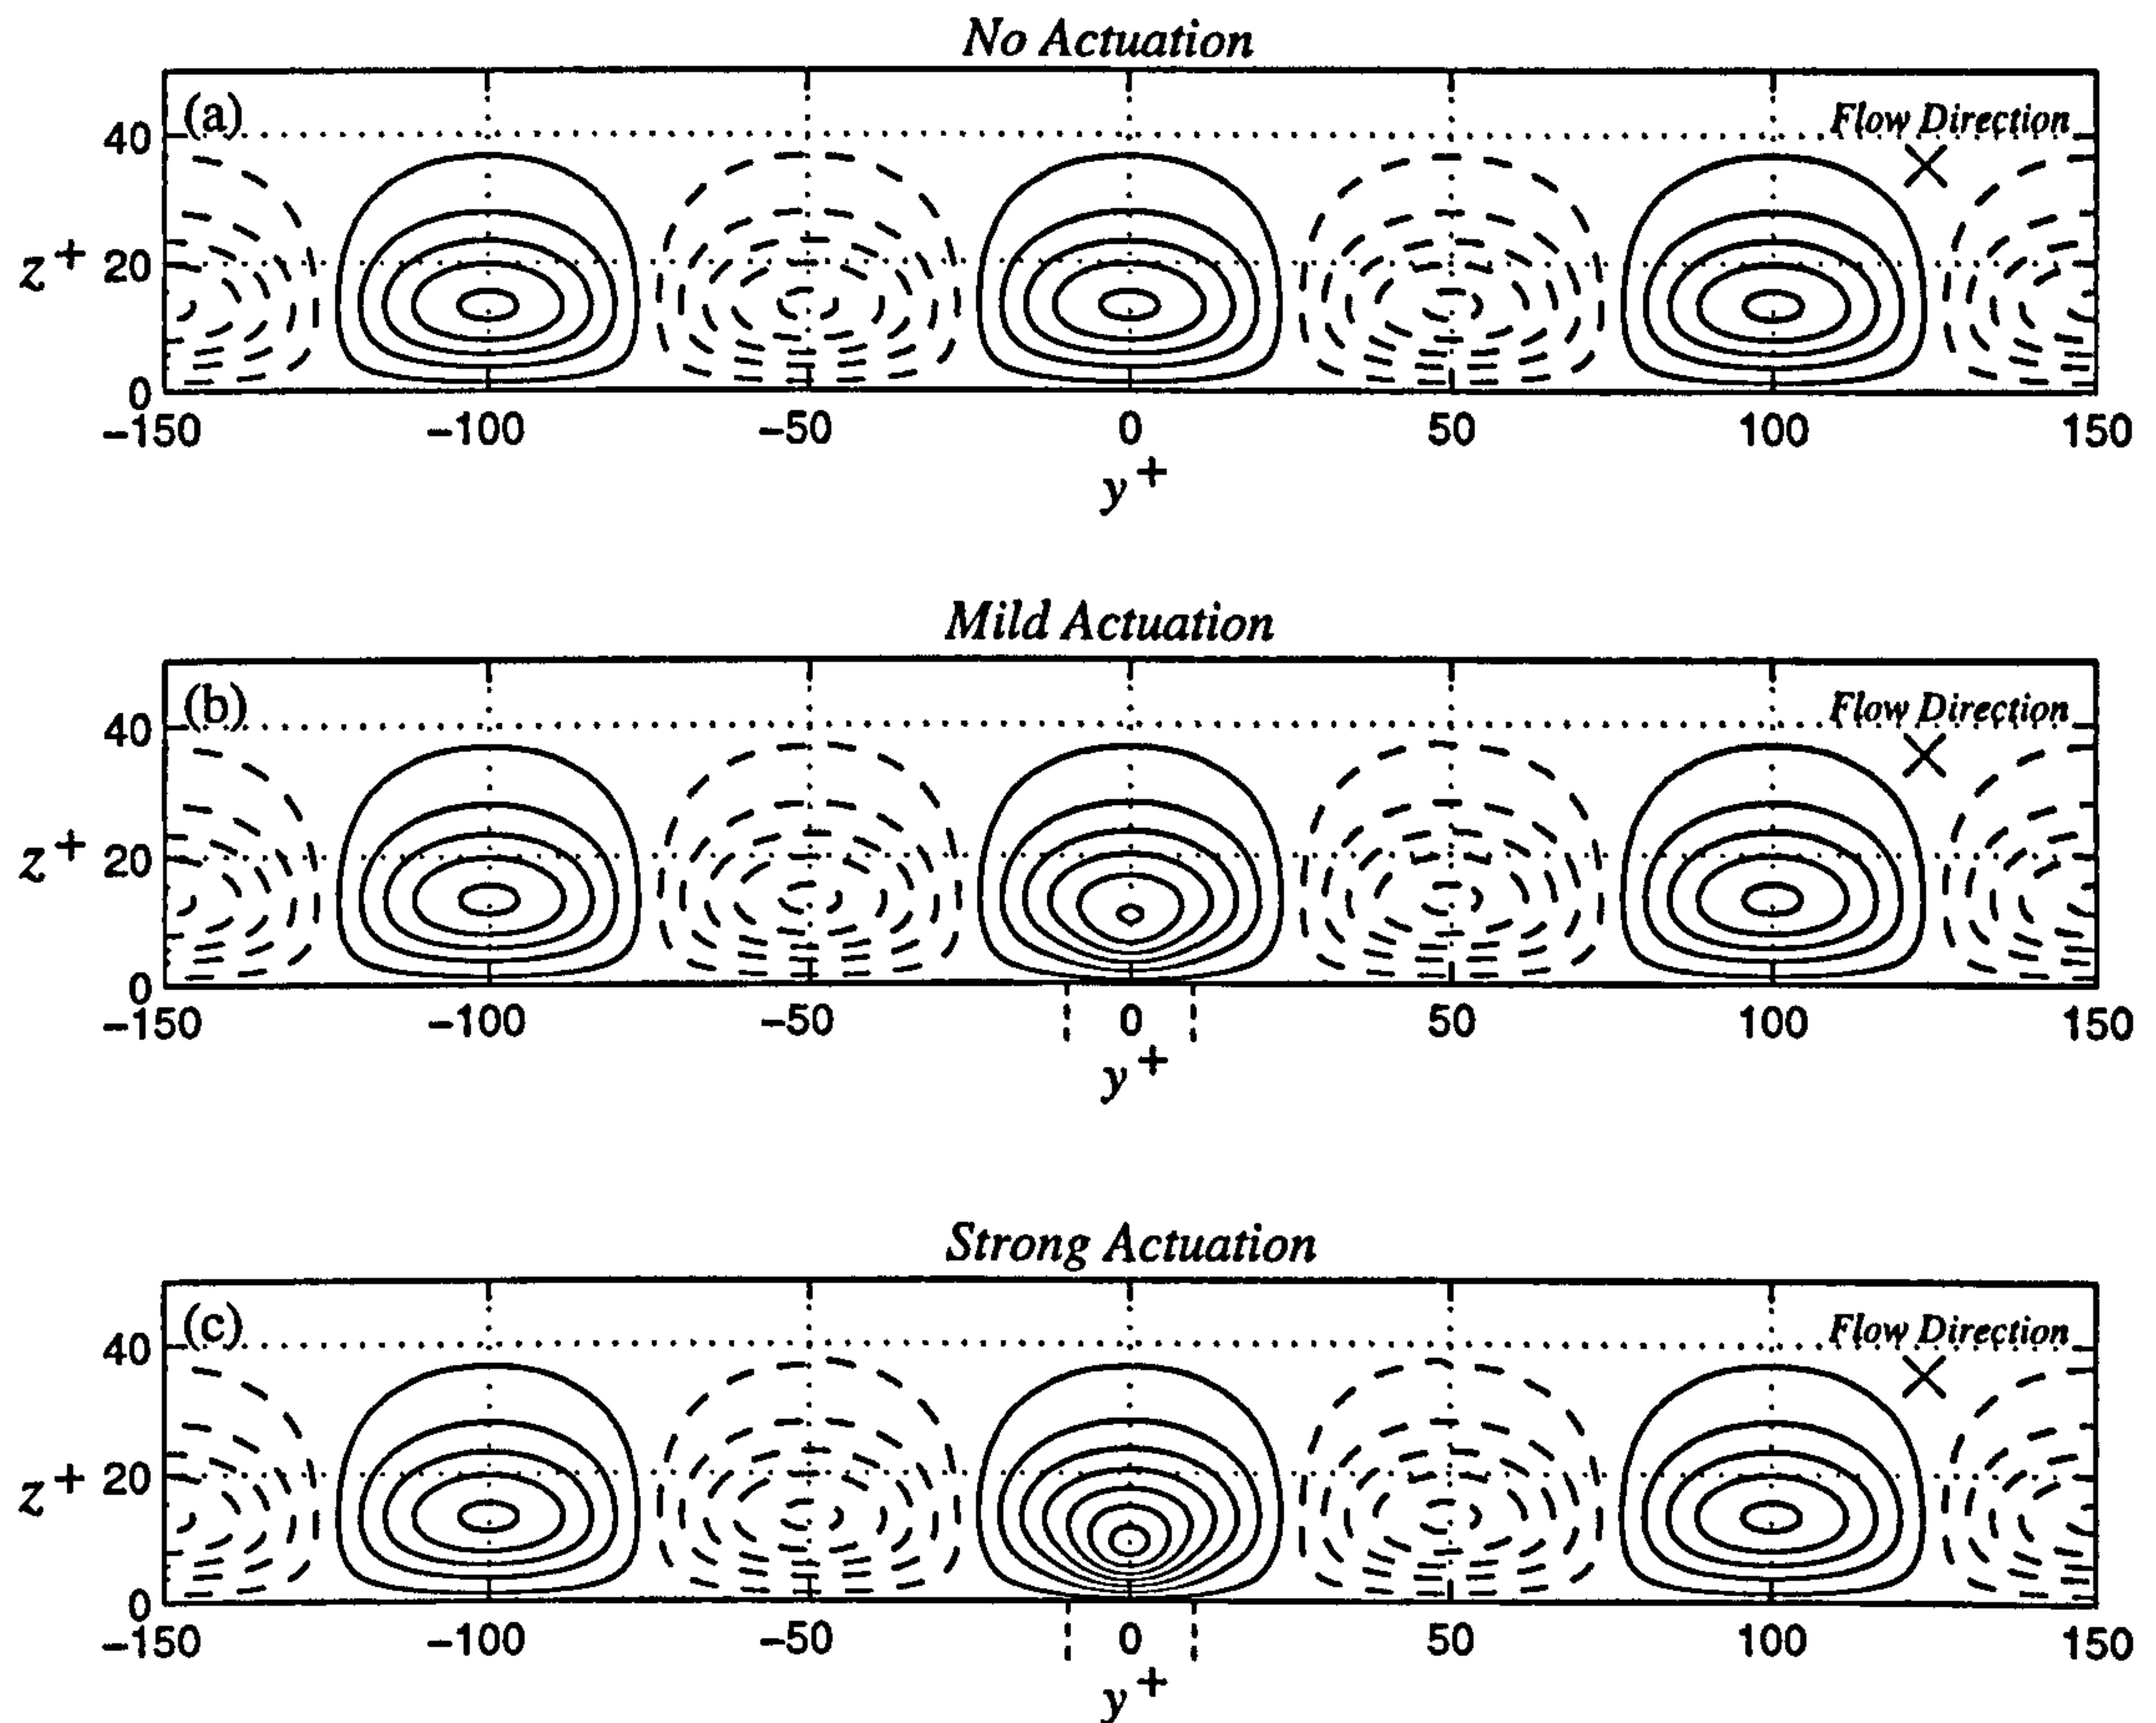 No Actuation
(a)
Flow Direction
40
z+ 20
0
−150 −100 −50 0 50 100 150
y+
Mild Actuation
(b)
Flow Direction
40
z+ 20
0
−150 −100 −50 0 50 100 150
y+
Strong Actuation
(c)
Flow Direction
40
z+ 20
0
−150 −100 −50 0 50 100 150
y+